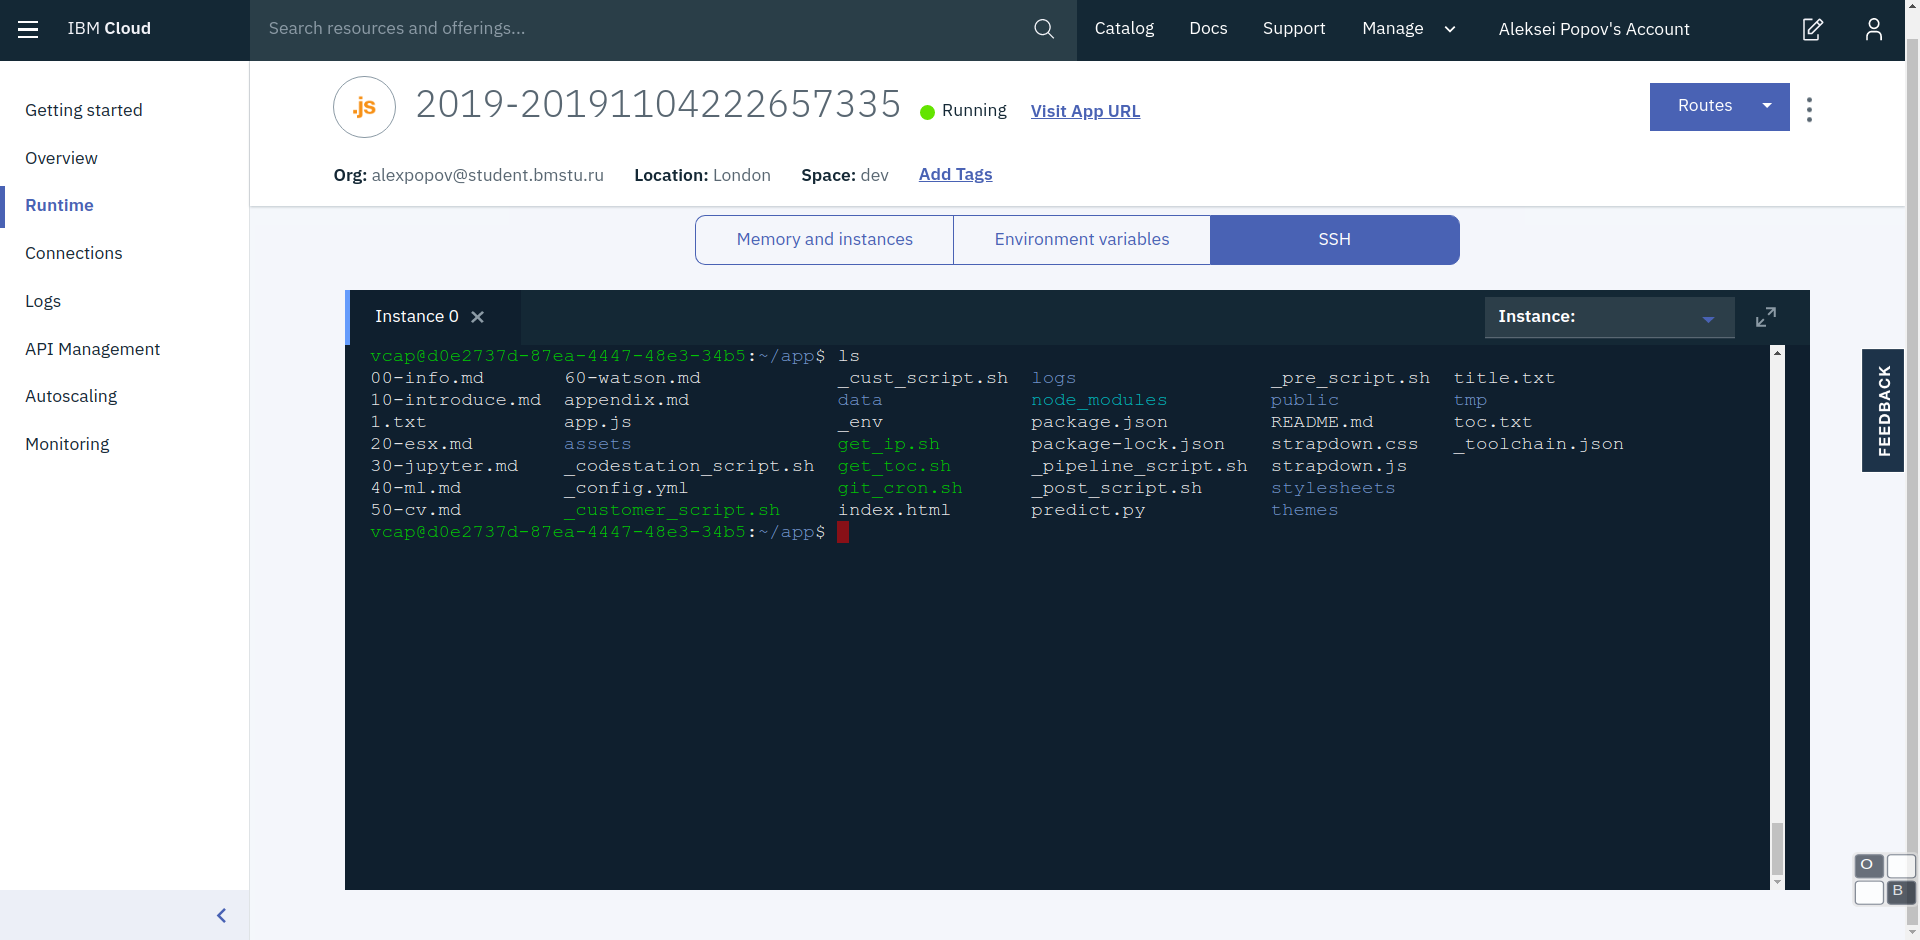 IBM Cloud
Search resources and offerings...
Catalog Docs Support Manage Aleksei Popov's Account
Getting started
Overview
Runtime
Connections
Logs
API Management
Autoscaling
Monitoring
.js 2019-20191104222657335 Running Visit App URL Routes
Org: alexpopov@student.bmstu.ru Location: London Space: dev Add Tags
Memory and instances Environment variables SSH
Instance 0 Instance:
vcap@d0e2737d-87ea-4447-48e3-34b5:~/app$ ls
00-info.md 60-watson.md _cust_script.sh logs _pre_script.sh title.txt
10-introduce.md appendix.md data node_modules public tmp
1.txt app.js _env package.json README.md toc.txt
20-esx.md assets get_ip.sh package-lock.json strapdown.css _toolchain.json
30-jupyter.md _codestation_script.sh get_toc.sh _pipeline_script.sh strapdown.js
40-ml.md _config.yml git_cron.sh _post_script.sh stylesheets
50-cv.md _customer_script.sh index.html predict.py themes
vcap@d0e2737d-87ea-4447-48e3-34b5:~/app$
FEEDBACK
O
B